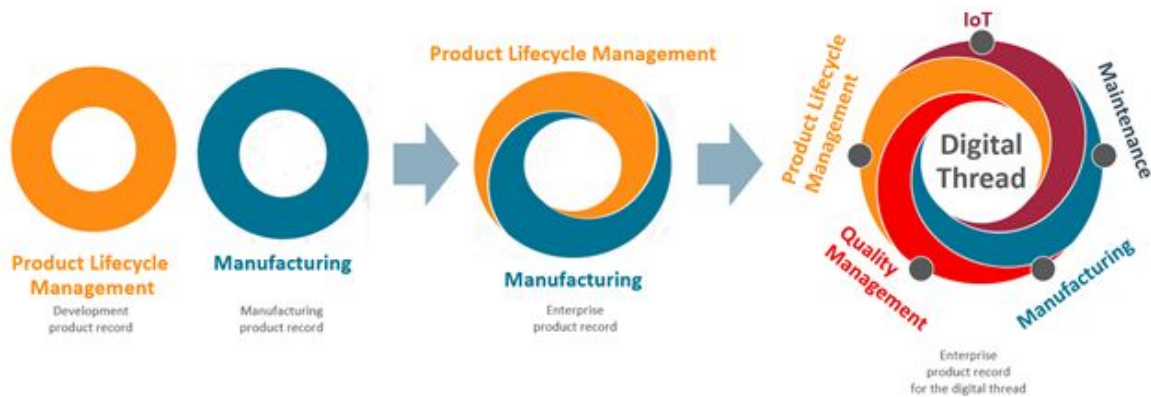 Product Lifecycle
Management
Development
product record
Manufacturing
Manufacturing
product record
Product Lifecycle Management
Manufacturing
Enterprise
product record
IoT
Product Lifecycle
Management
Maintenance
Digital
Thread
Quality
Management
Manufacturing
Enterprise
product record
for the digital thread